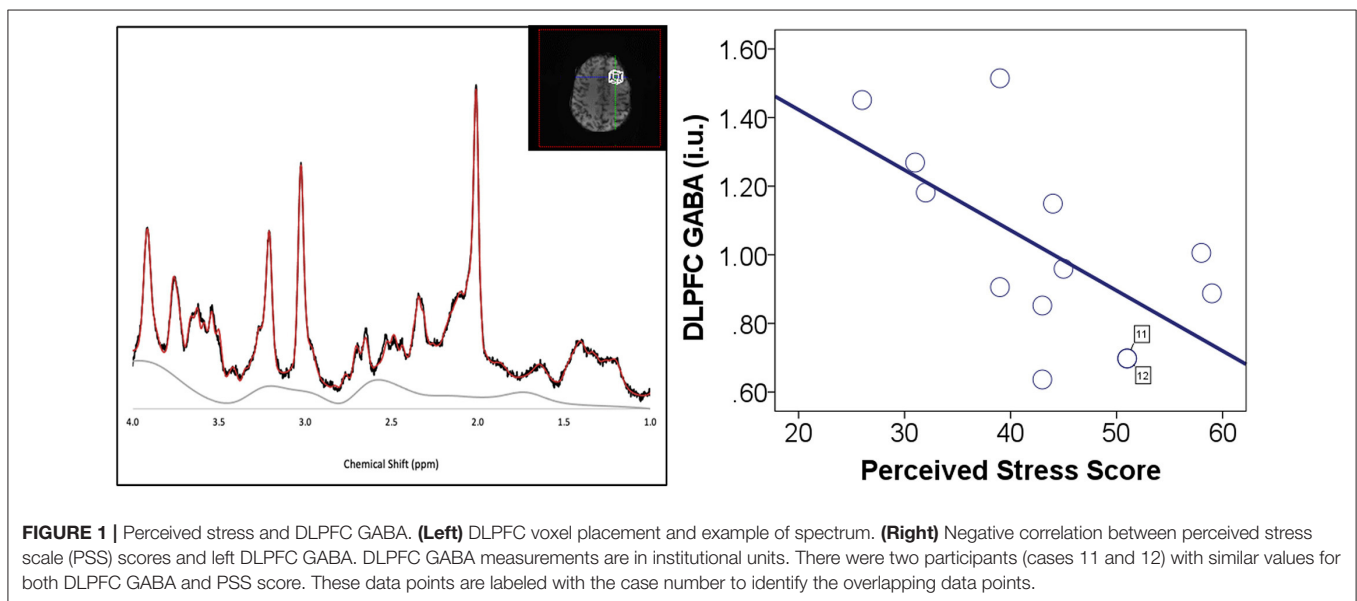 4.0 3.5 3.0 2.5 2.0 1.5 1.0
Chemical Shift (ppm)
DLPFC GABA (i.u.)
1.60
1.40
1.20
1.00
.80
.60
11
12
20 30 40 50 60
Perceived Stress Score
FIGURE 1 | Perceived stress and DLPFC GABA. (Left) DLPFC voxel placement and example of spectrum. (Right) Negative correlation between perceived stress
scale (PSS) scores and left DLPFC GABA. DLPFC GABA measurements are in institutional units. There were two participants (cases 11 and 12) with similar values for
both DLPFC GABA and PSS score. These data points are labeled with the case number to identify the overlapping data points.